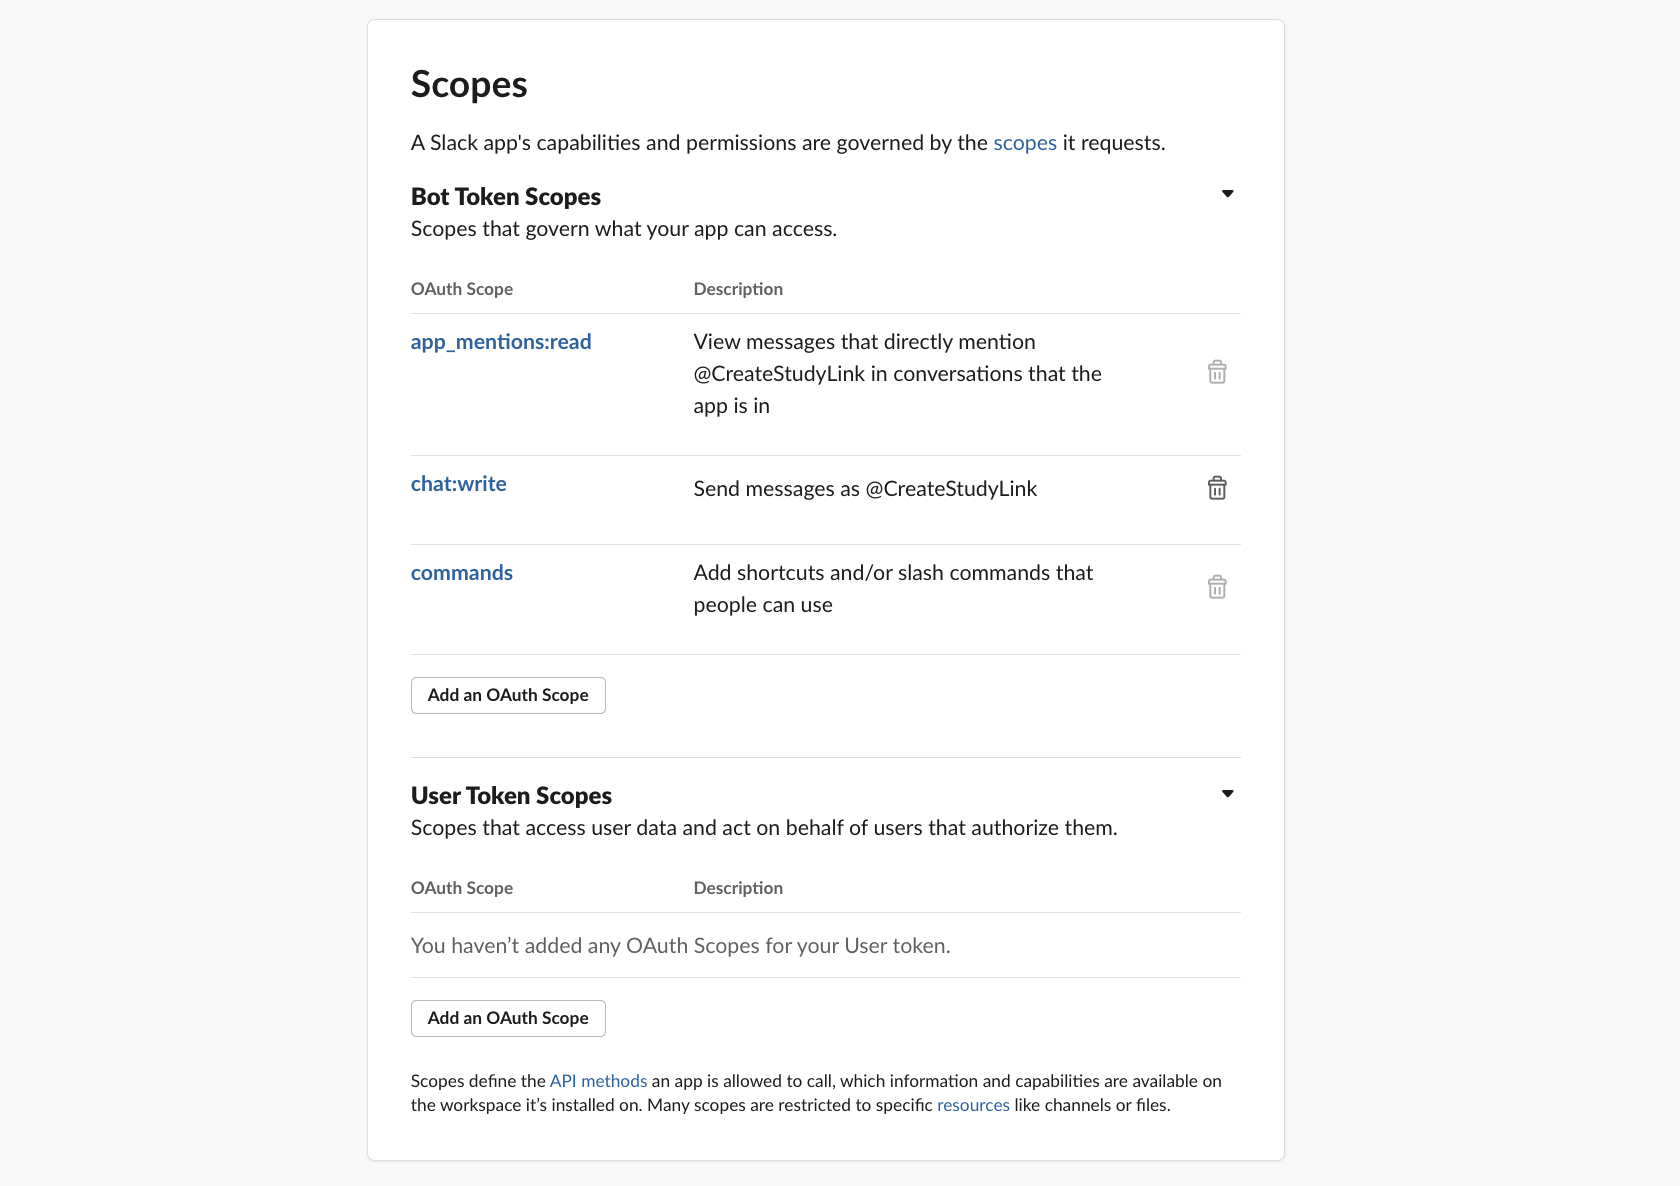 Scopes
A Slack app's capabilities and permissions are governed by the scopes it requests.
Bot Token Scopes
Scopes that govern what your app can access.
OAuth Scope Description
app_mentions:read View messages that directly mention
@CreateStudyLink in conversations that the
app is in
chat:write Send messages as @CreateStudyLink
commands Add shortcuts and/or slash commands that
people can use
Add an OAuth Scope
User Token Scopes
Scopes that access user data and act on behalf of users that authorize them.
OAuth Scope Description
You haven’t added any OAuth Scopes for your User token.
Add an OAuth Scope
Scopes define the API methods an app is allowed to call, which information and capabilities are available on
the workspace it’s installed on. Many scopes are restricted to specific resources like channels or files.